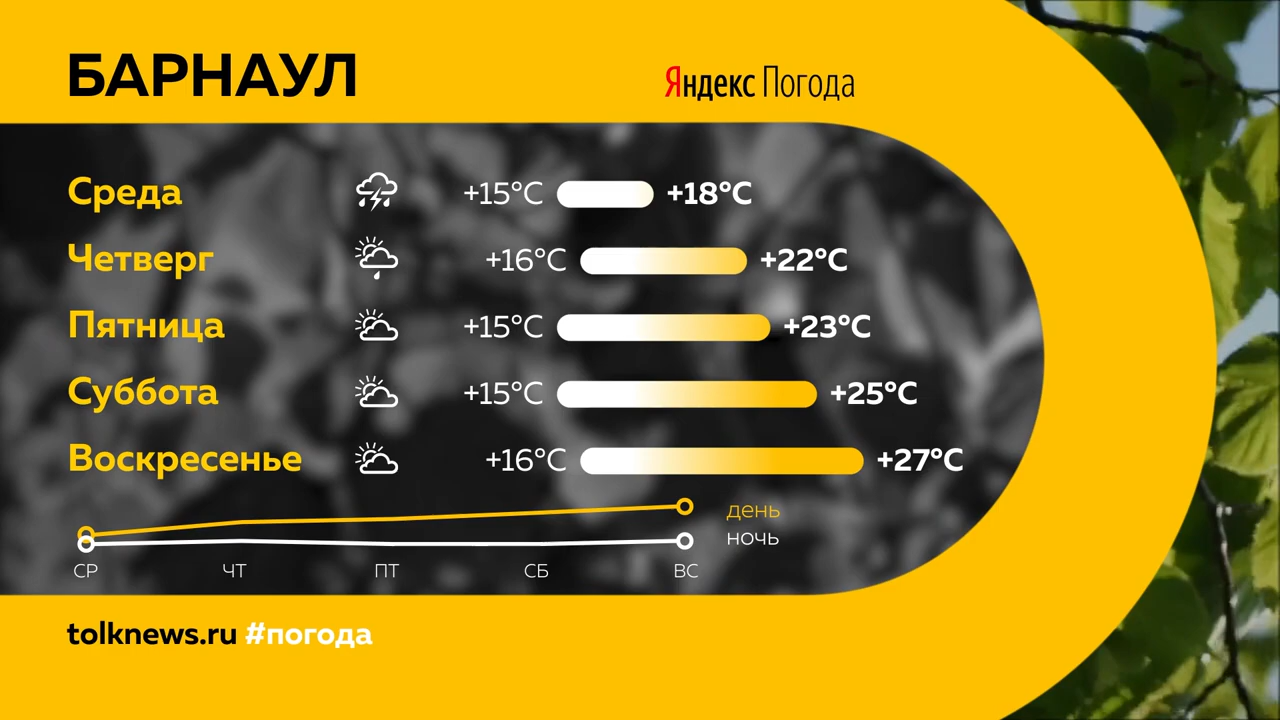 БАРНАУЛ
Яндекс Погода
Среда +15°C +18°C
Четверг +16°C +22°C
Пятница +15°C +23°C
Суббота +15°C +25°C
Воскресенье +16°C +27°C
день
ночь
СР ЧТ ПТ СБ ВС
tolknews.ru #погода